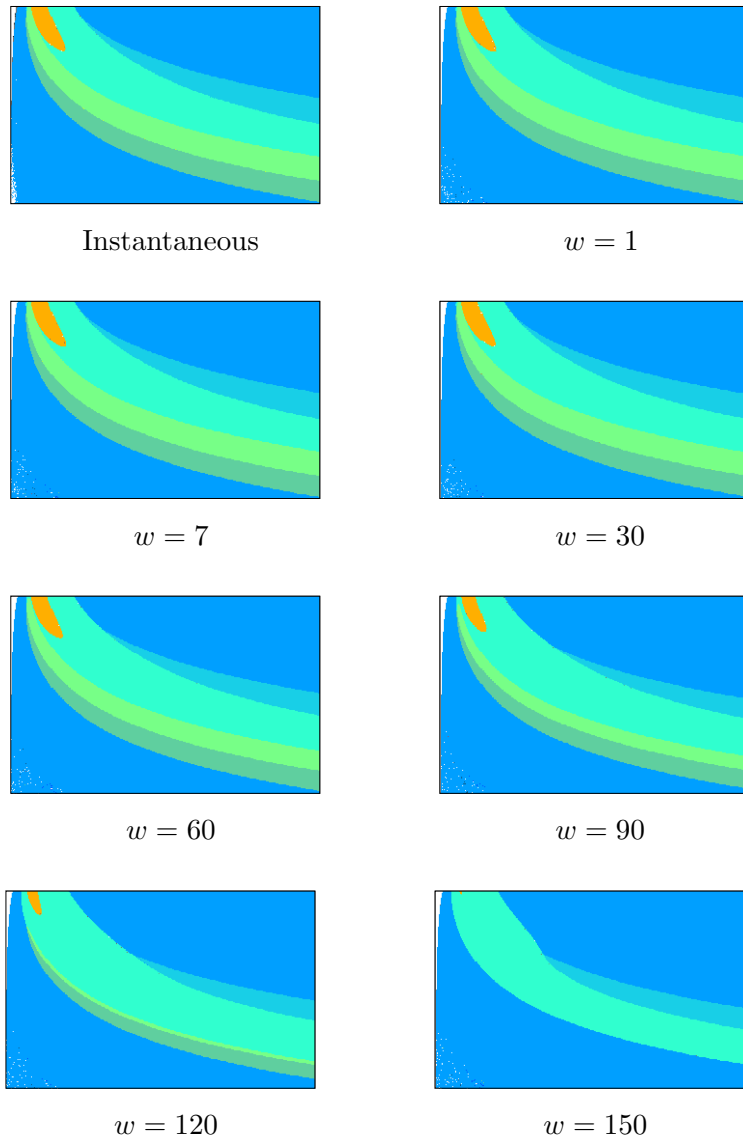 Instantaneous
w = 1
w = 7
w = 30
w = 60
w = 90
w = 120
w = 150